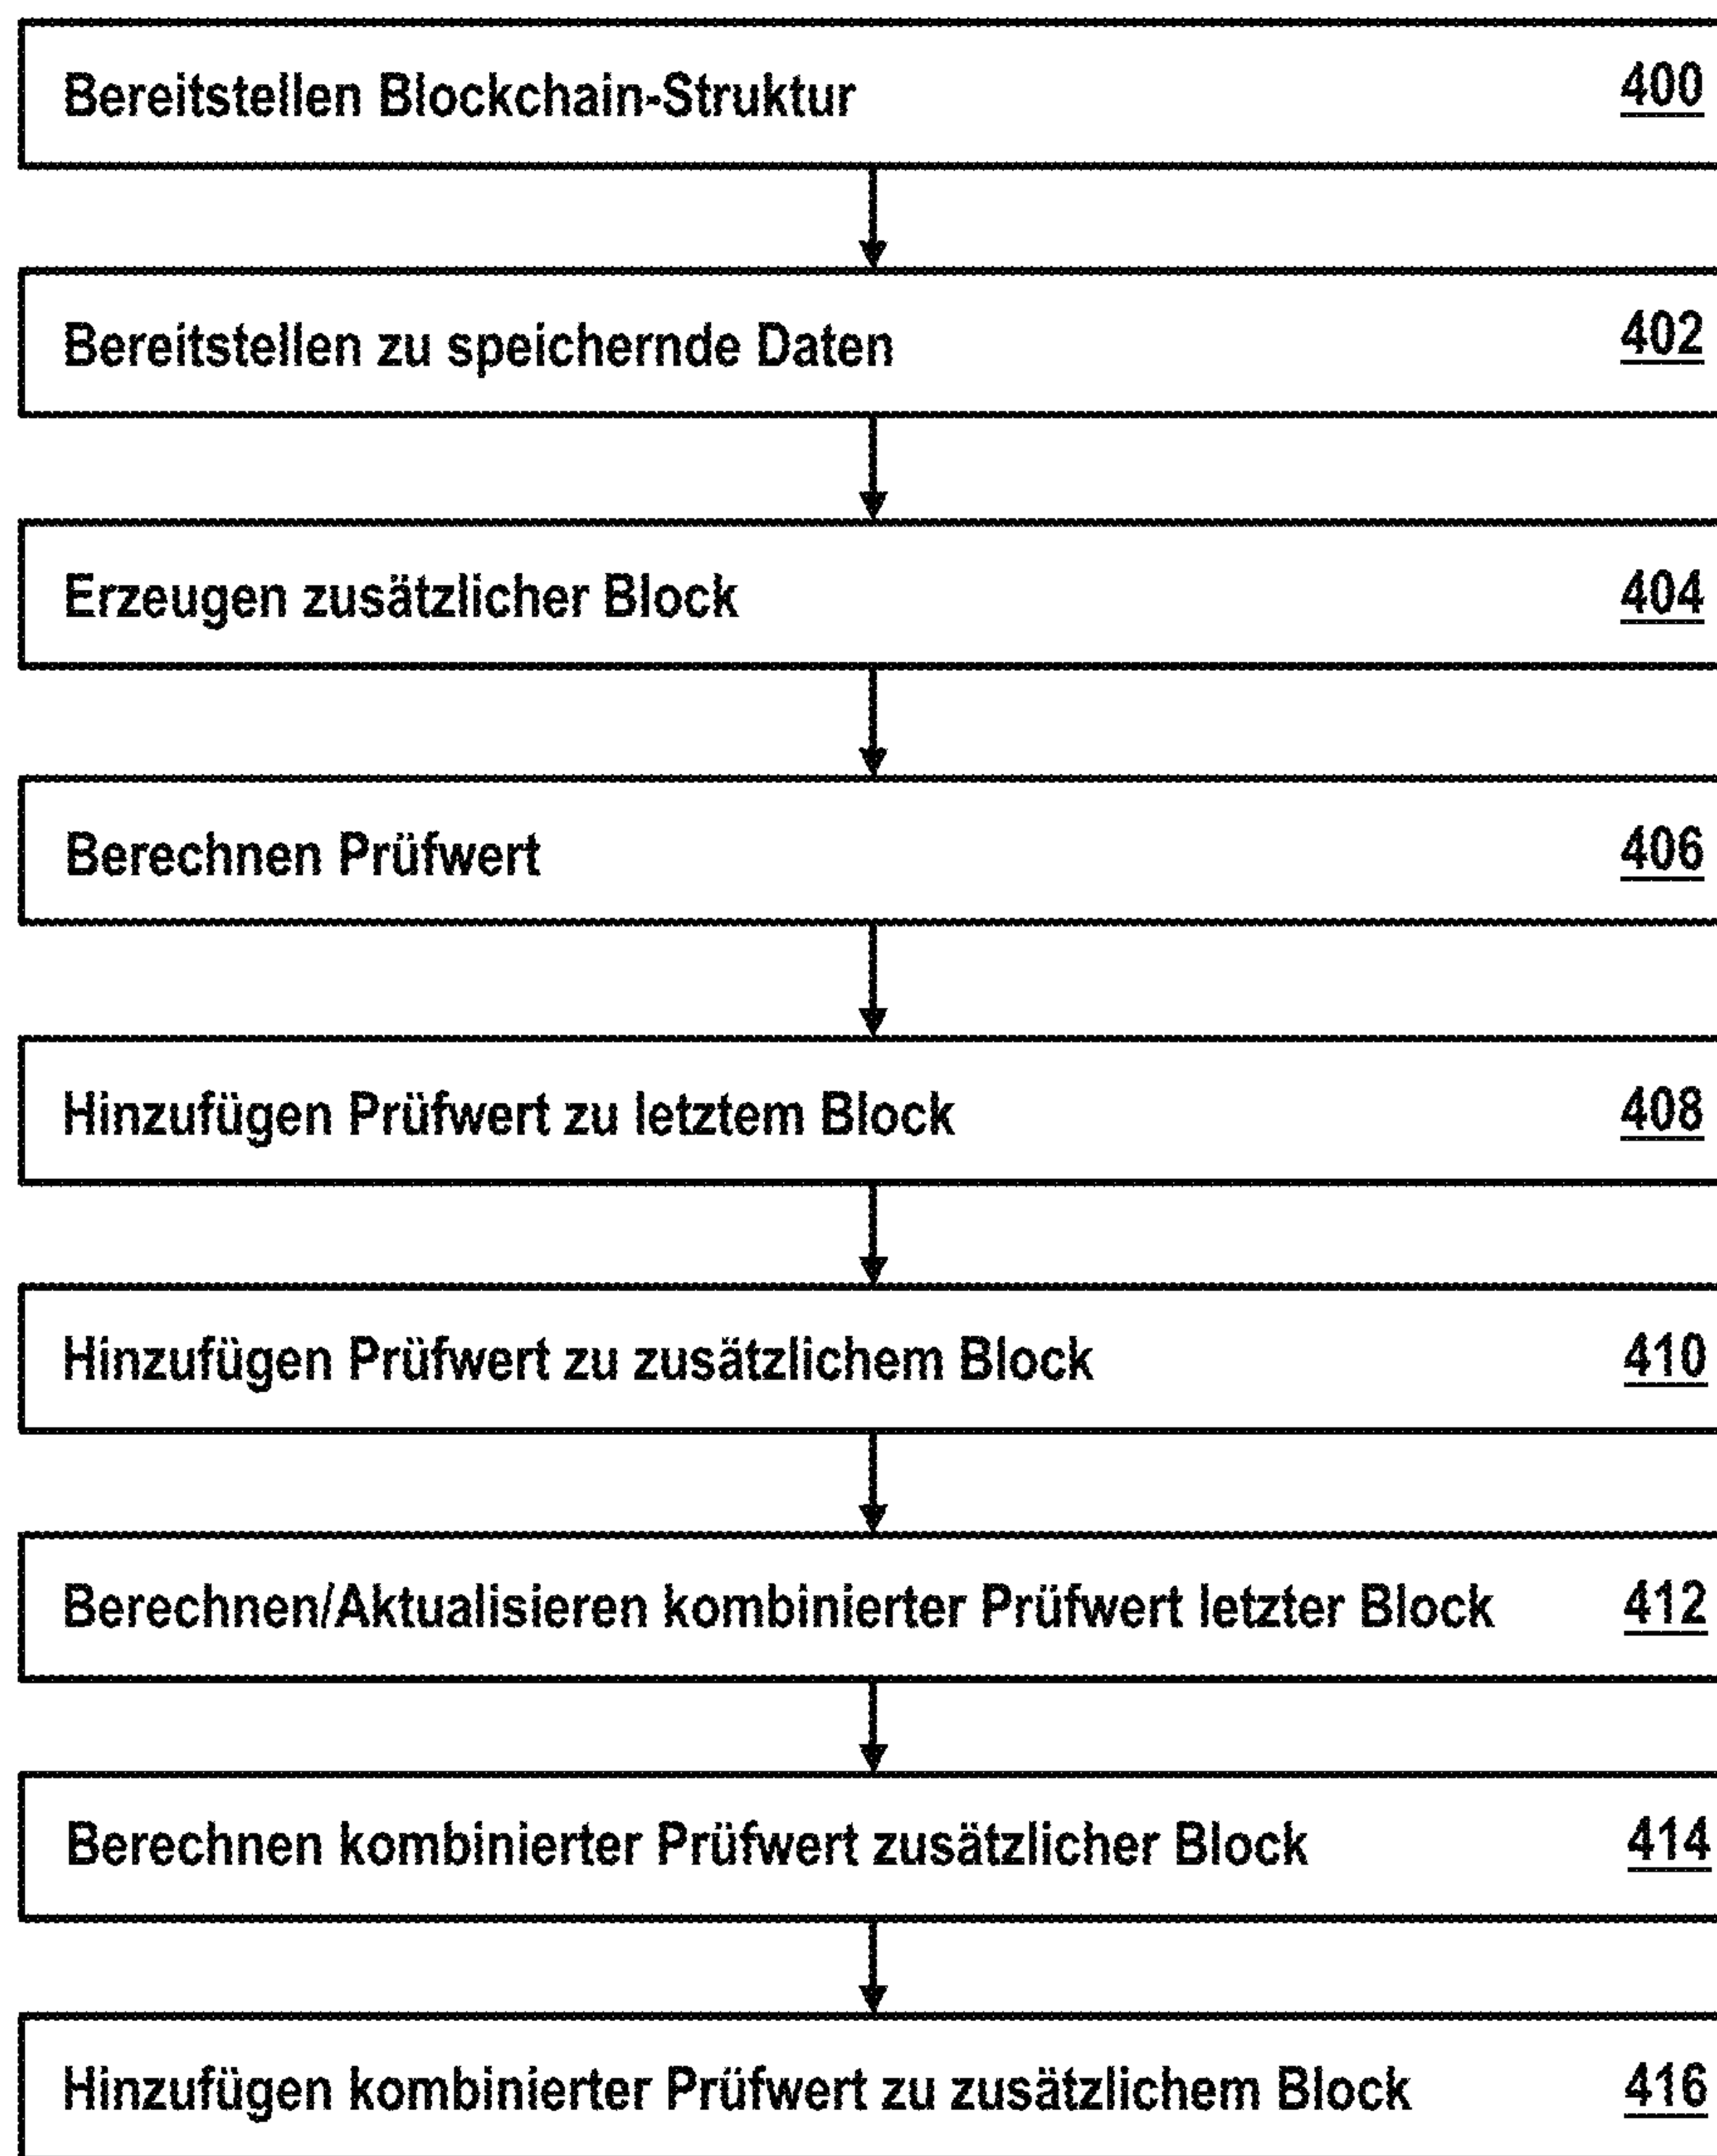 Bereitstellen Blockchain-Struktur 400
Bereitstellen zu speichernde Daten 402
Erzeugen zusätzlicher Block 404
Berechnen Prüfwert 406
Hinzufügen Prüfwert zu letztem Block 408
Hinzufügen Prüfwert zu zusätzlichem Block 410
Berechnen/Aktualisieren kombinierter Prüfwert letzter Block 412
Berechnen kombinierter Prüfwert zusätzlicher Block 414
Hinzufügen kombinierter Prüfwert zu zusätzlichem Block 416